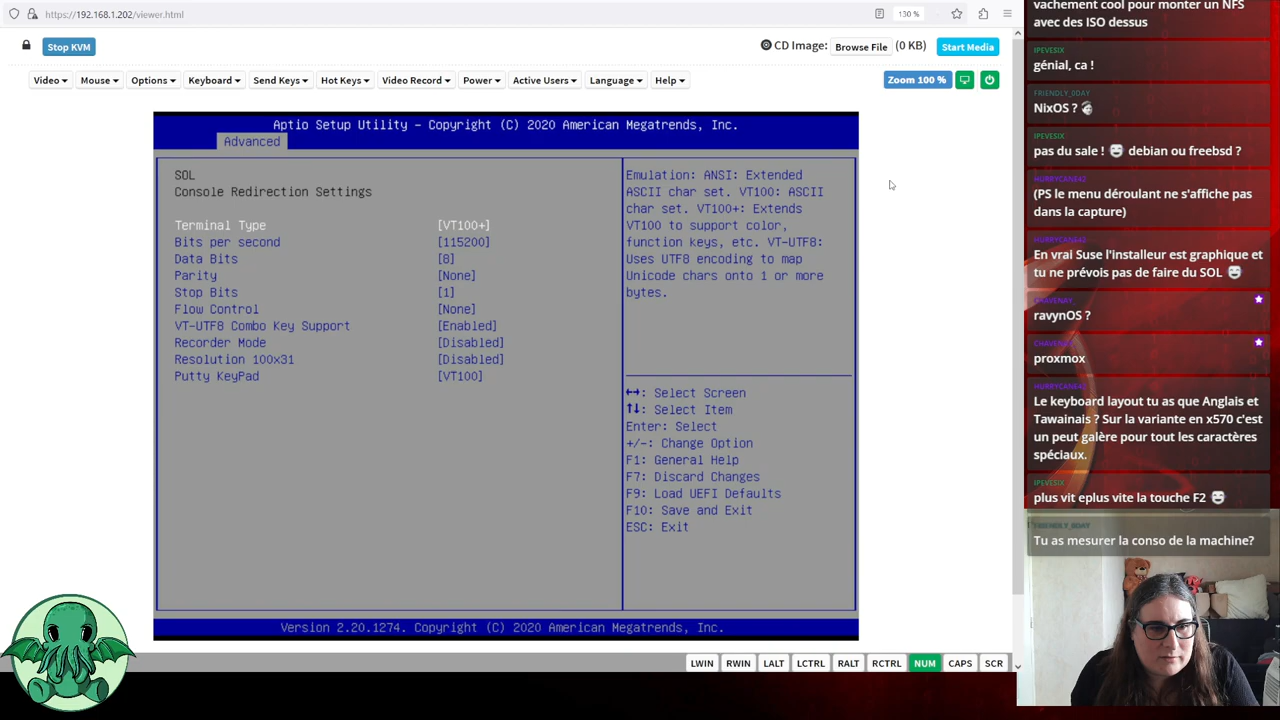 https://192.168.1.202/viewer.html
130 %
Stop KVM
CD Image:
Browse File
(0 KB)
Start Media
Video
Mouse
Options
Keyboard
Send Keys
Hot Keys
Video Record
Power
Active Users
Language
Help
Zoom 100 %
Aptio Setup Utility – Copyright (C) 2020 American Megatrends, Inc.
Advanced
SOL
Console Redirection Settings
Terminal Type [VT100+]
Bits per second [115200]
Data Bits [8]
Parity [None]
Stop Bits [1]
Flow Control [None]
VT-UTF8 Combo Key Support [Enabled]
Recorder Mode [Disabled]
Resolution 100x31 [Disabled]
Putty KeyPad [VT100]
Emulation: ANSI: Extended
ASCII char set. VT100: ASCII
char set. VT100+: Extends
VT100 to support color,
function keys, etc. VT-UTF8:
Uses UTF8 encoding to map
Unicode chars onto 1 or more
bytes.
↔: Select Screen
↑↓: Select Item
Enter: Select
+/-: Change Option
F1: General Help
F7: Discard Changes
F9: Load UEFI Defaults
F10: Save and Exit
ESC: Exit
Version 2.20.1274. Copyright (C) 2020 American Megatrends, Inc.
LWIN
RWIN
LALT
LCTRL
RALT
RCTRL
NUM
CAPS
SCR
vachement cool pour monter un NFS
avec des ISO dessus
IPEVESIX
génial, ca !
FRIENDLY_0DAY
NixOS ?
IPEVESIX
pas du sale ! debian ou freebsd ?
HURRYCANE42
(PS le menu déroulant ne s'affiche pas
dans la capture)
HURRYCANE42
En vrai Suse l'installeur est graphique et
tu ne prévois pas de faire du SOL
CHAVENAY
ravynOS ?
CHAVENAY
proxmox
HURRYCANE42
Le keyboard layout tu as que Anglais et
Tawainais ? Sur la variante en x570 c'est
un peut galère pour tout les caractères
spéciaux.
IPEVESIX
plus vit eplus vite la touche F2
FRIENDLY_0DAY
Tu as mesurer la conso de la machine?